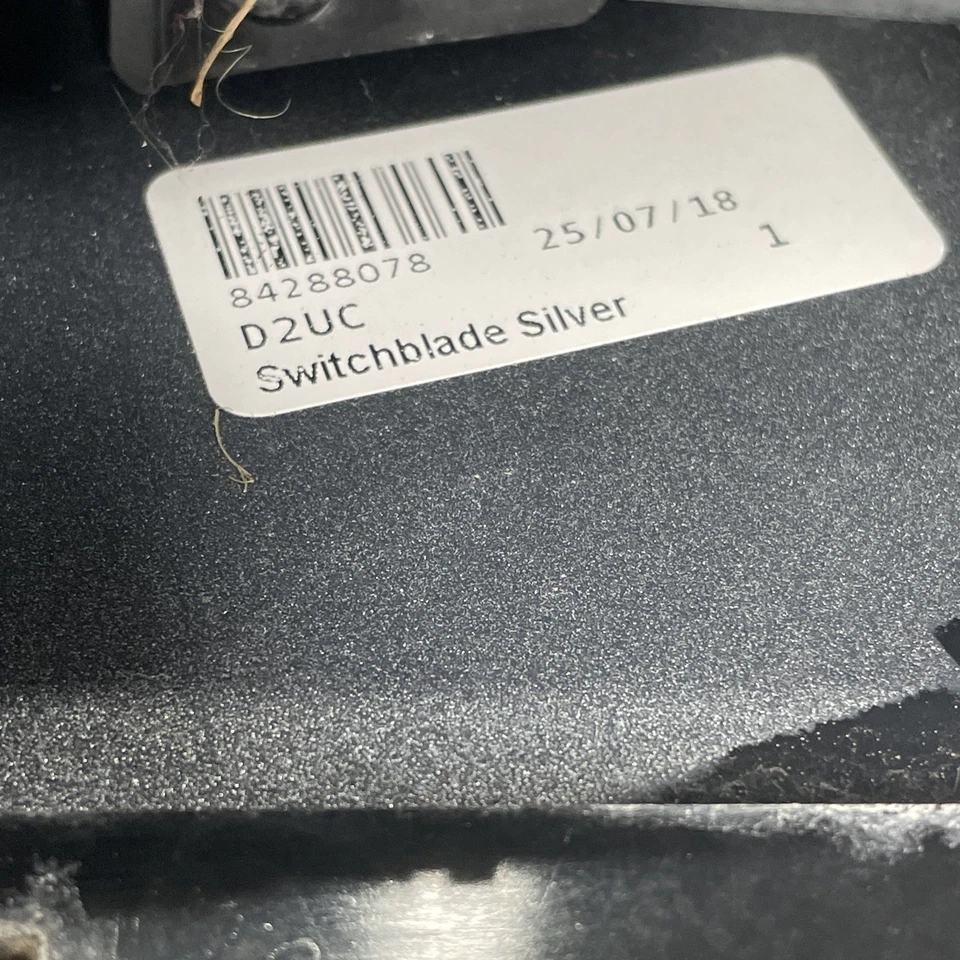 84288078
25/07/18
D2UC
1
Switchblade Silver